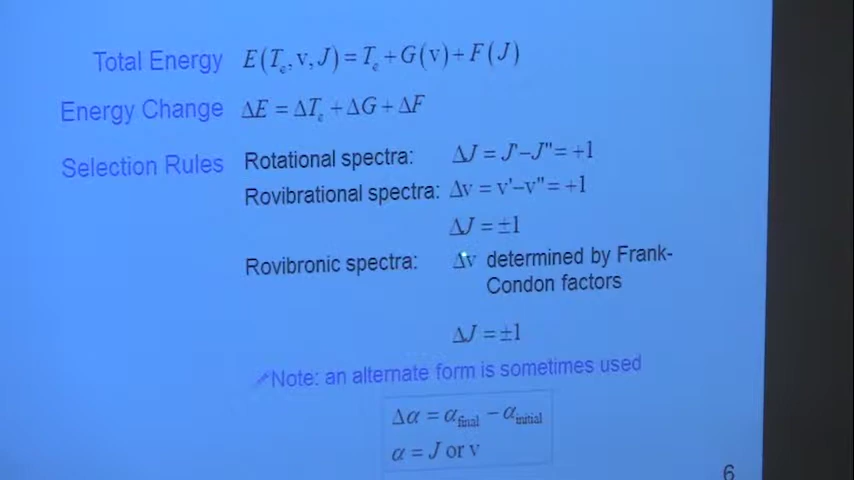 Total Energy E(Tₑ, v, J) = Tₑ + G(v) + F(J)
Energy Change ΔE = ΔTₑ + ΔG + ΔF
Selection Rules Rotational spectra: ΔJ = J'−J" = +1
Rovibrational spectra: Δv = v'−v" = +1
ΔJ = ±1
Rovibronic spectra: Δv determined by Frank-
Condon factors
ΔJ = ±1
Note: an alternate form is sometimes used
Δα = α_final − α_initial
α = J or v
6